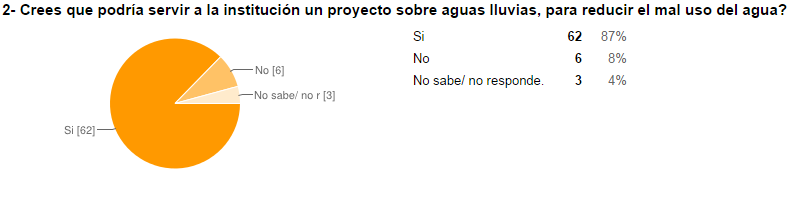 2- Crees que podría servir a la institución un proyecto sobre aguas lluvias, para reducir el mal uso del agua?
Si 62 87%
No 6 8%
No sabe/ no responde. 3 4%
No [6]
No sabe/ no r [3]
Si [62]